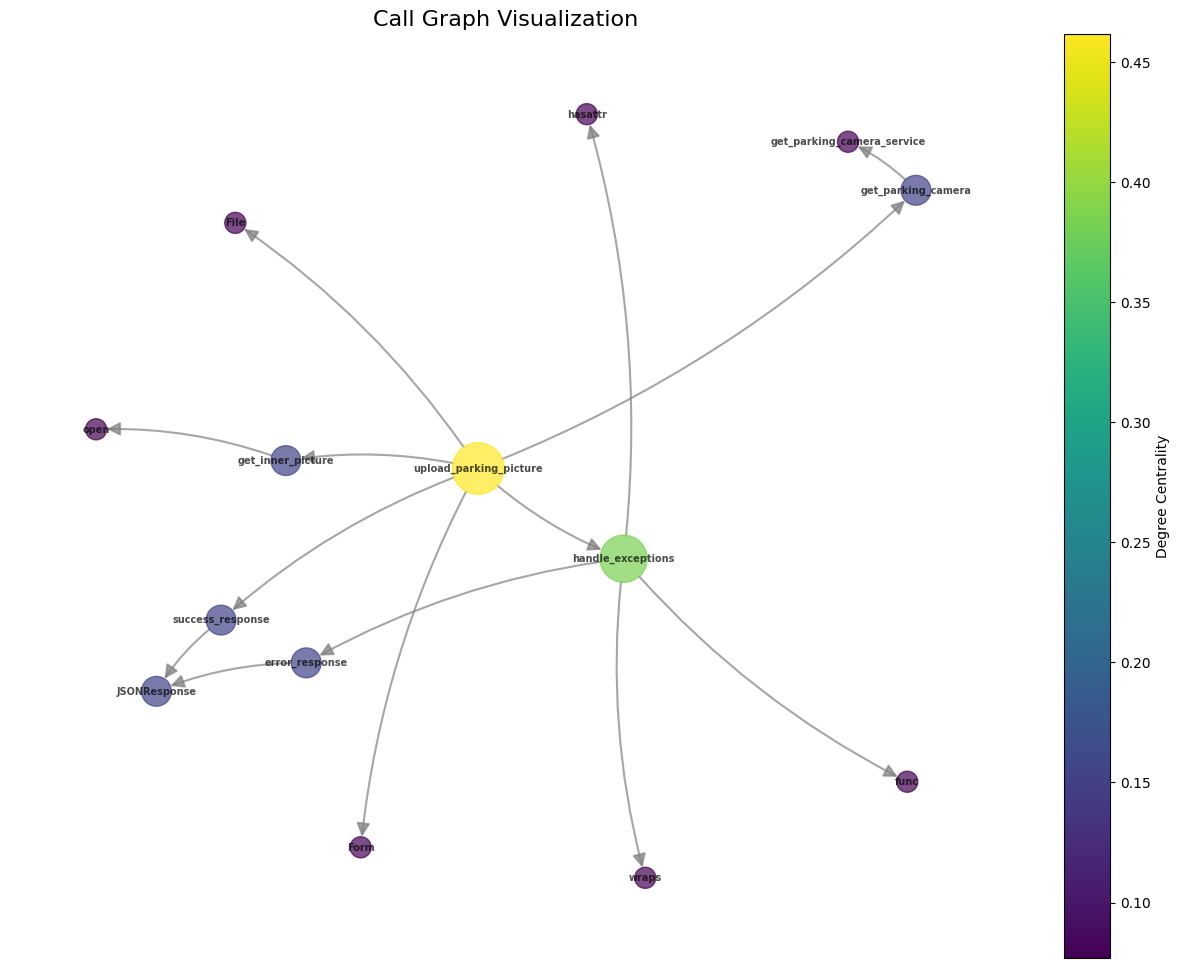 Call Graph Visualization
hasattr
get_parking_camera_service
get_parking_camera
File
open
get_inner_picture
upload_parking_picture
handle_exceptions
success_response
error_response
JSONResponse
func
Form
wraps
0.45
0.40
0.35
0.30
0.25
0.20
0.15
0.10
Degree Centrality